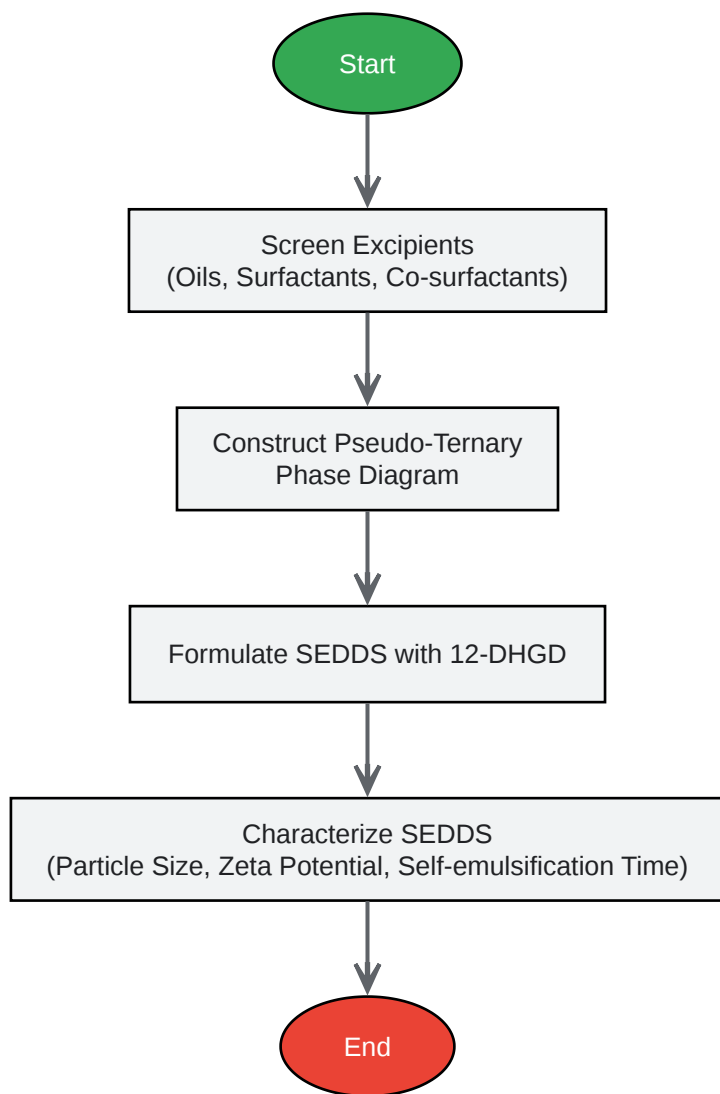 Start
Screen Excipients
(Oils, Surfactants, Co-surfactants)
Construct Pseudo-Ternary
Phase Diagram
Formulate SEDDS with 12-DHGD
Characterize SEDDS
(Particle Size, Zeta Potential, Self-emulsification Time)
End